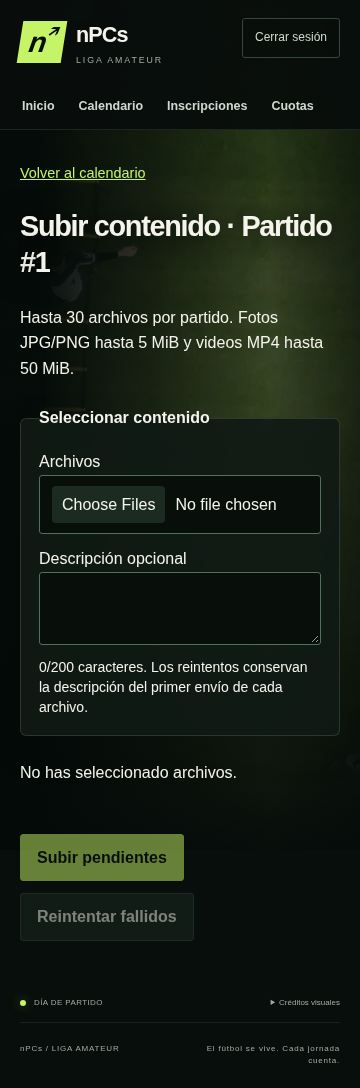 n
nPCs
LIGA AMATEUR
Cerrar sesión
Inicio
Calendario
Inscripciones
Cuotas
Volver al calendario
Subir contenido · Partido
#1
Hasta 30 archivos por partido. Fotos
JPG/PNG hasta 5 MiB y videos MP4 hasta
50 MiB.
Seleccionar contenido
Archivos
Choose Files No file chosen
Descripción opcional
0/200 caracteres. Los reintentos conservan
la descripción del primer envío de cada
archivo.
No has seleccionado archivos.
Subir pendientes
Reintentar fallidos
DÍA DE PARTIDO
Créditos visuales
nPCs / LIGA AMATEUR
El fútbol se vive. Cada jornada
cuenta.